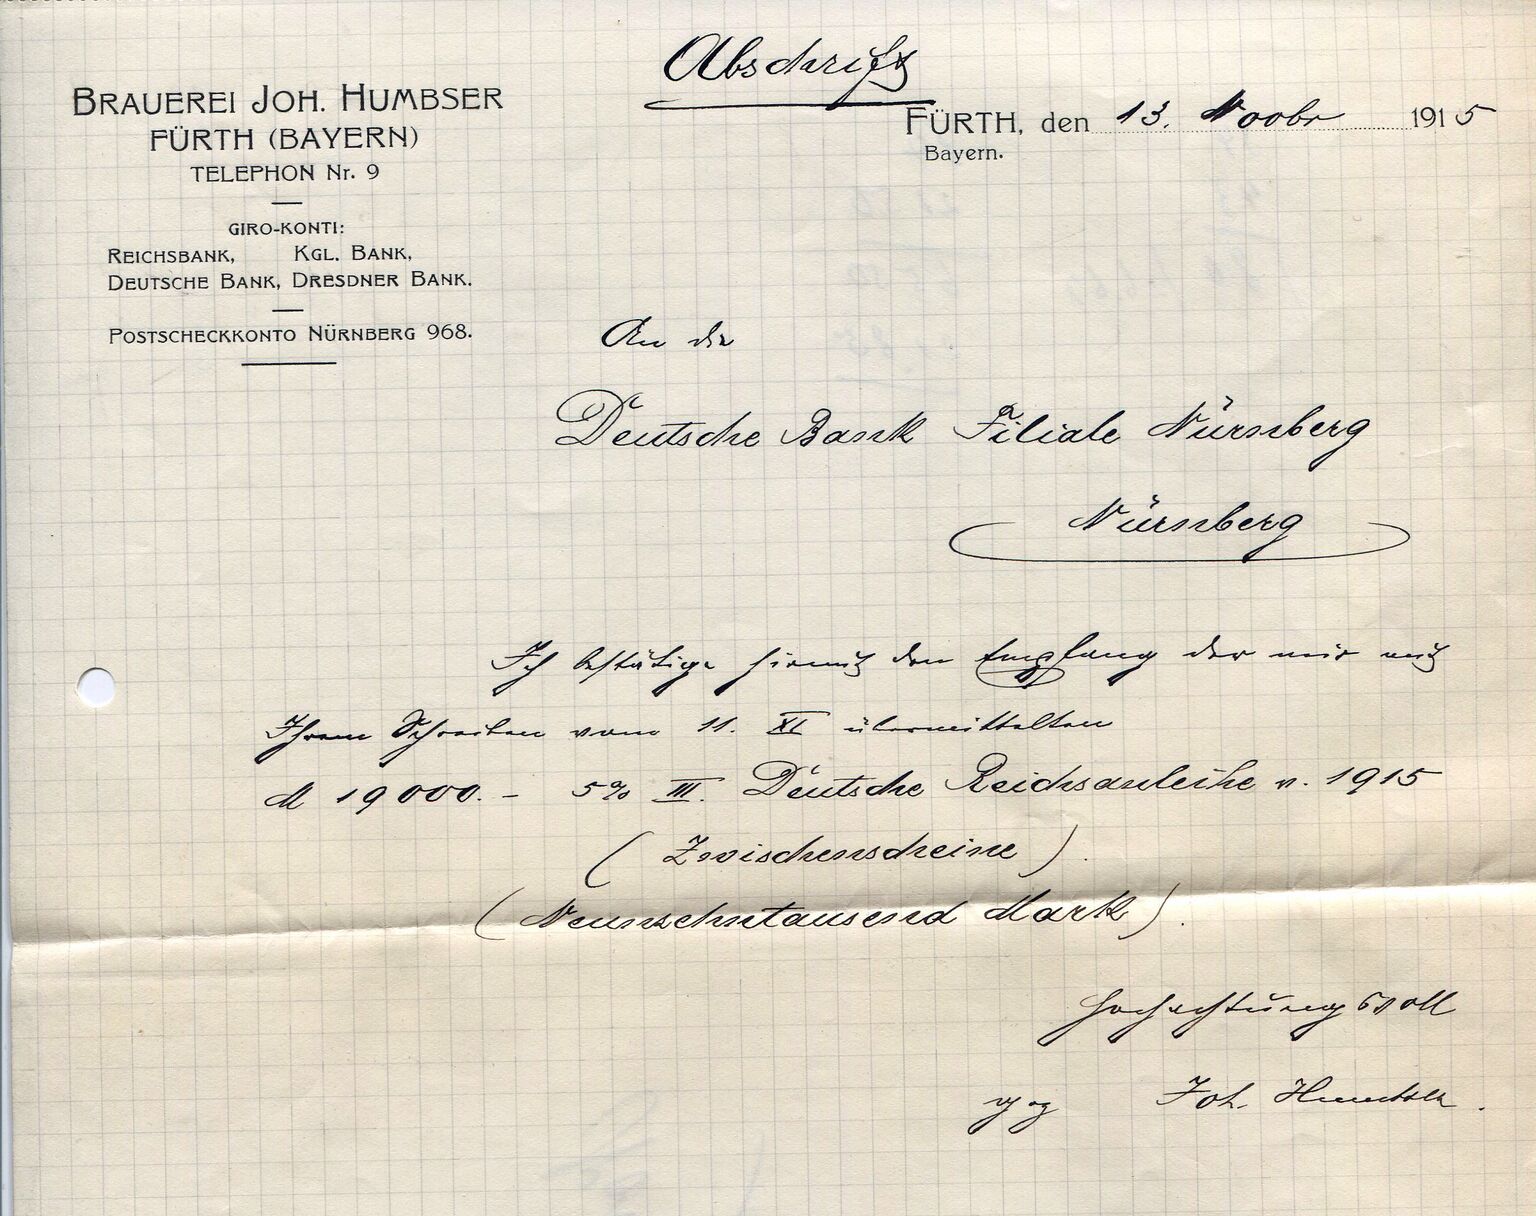 Abschrift
BRAUEREI JOH. HUMBSER
FÜRTH (BAYERN)
TELEPHON Nr. 9
GIRO-KONTI:
REICHSBANK, KGL. BANK,
DEUTSCHE BANK, DRESDNER BANK.
POSTSCHECKKONTO NÜRNBERG 968.
FÜRTH, den 13. Novbr 1915
Bayern.
An die
Deutsche Bank Filiale Nürnberg
Nürnberg
Ich bestätige hiemit den Empfang der mir mit
Ihrem Schreiben vom 11. XI übermittelten
M 19000.- 5% III. Deutsche Reichsanleihe v. 1915
(Zwischenscheine).
(Neunzehntausend Mark).
Hochachtungsvoll
Joh. Humbser.